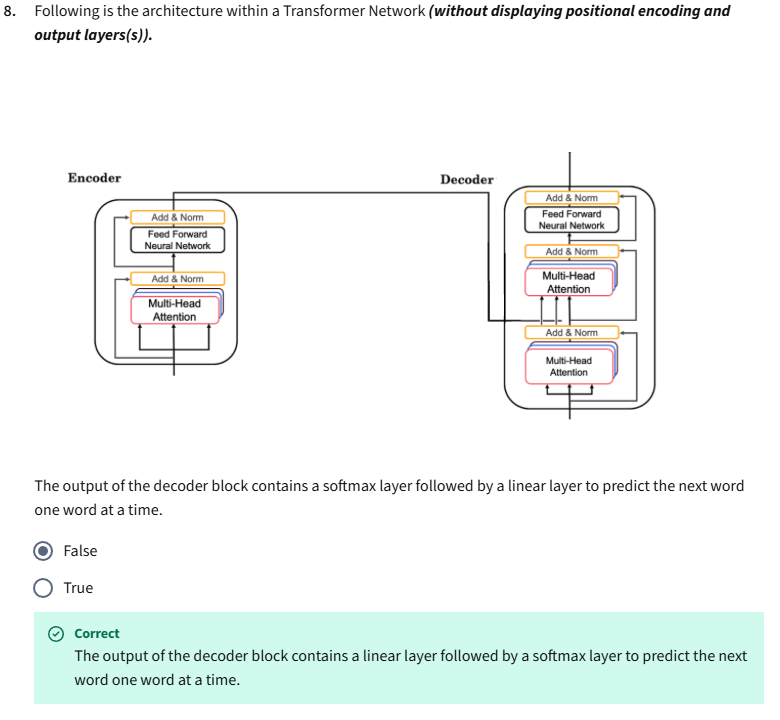 8. Following is the architecture within a Transformer Network (without displaying positional encoding and
output layers(s)).
Encoder
Add & Norm
Feed Forward
Neural Network
Add & Norm
Multi-Head
Attention
Decoder
Add & Norm
Feed Forward
Neural Network
Add & Norm
Multi-Head
Attention
Add & Norm
Multi-Head
Attention
The output of the decoder block contains a softmax layer followed by a linear layer to predict the next word
one word at a time.
False
True
Correct
The output of the decoder block contains a linear layer followed by a softmax layer to predict the next
word one word at a time.